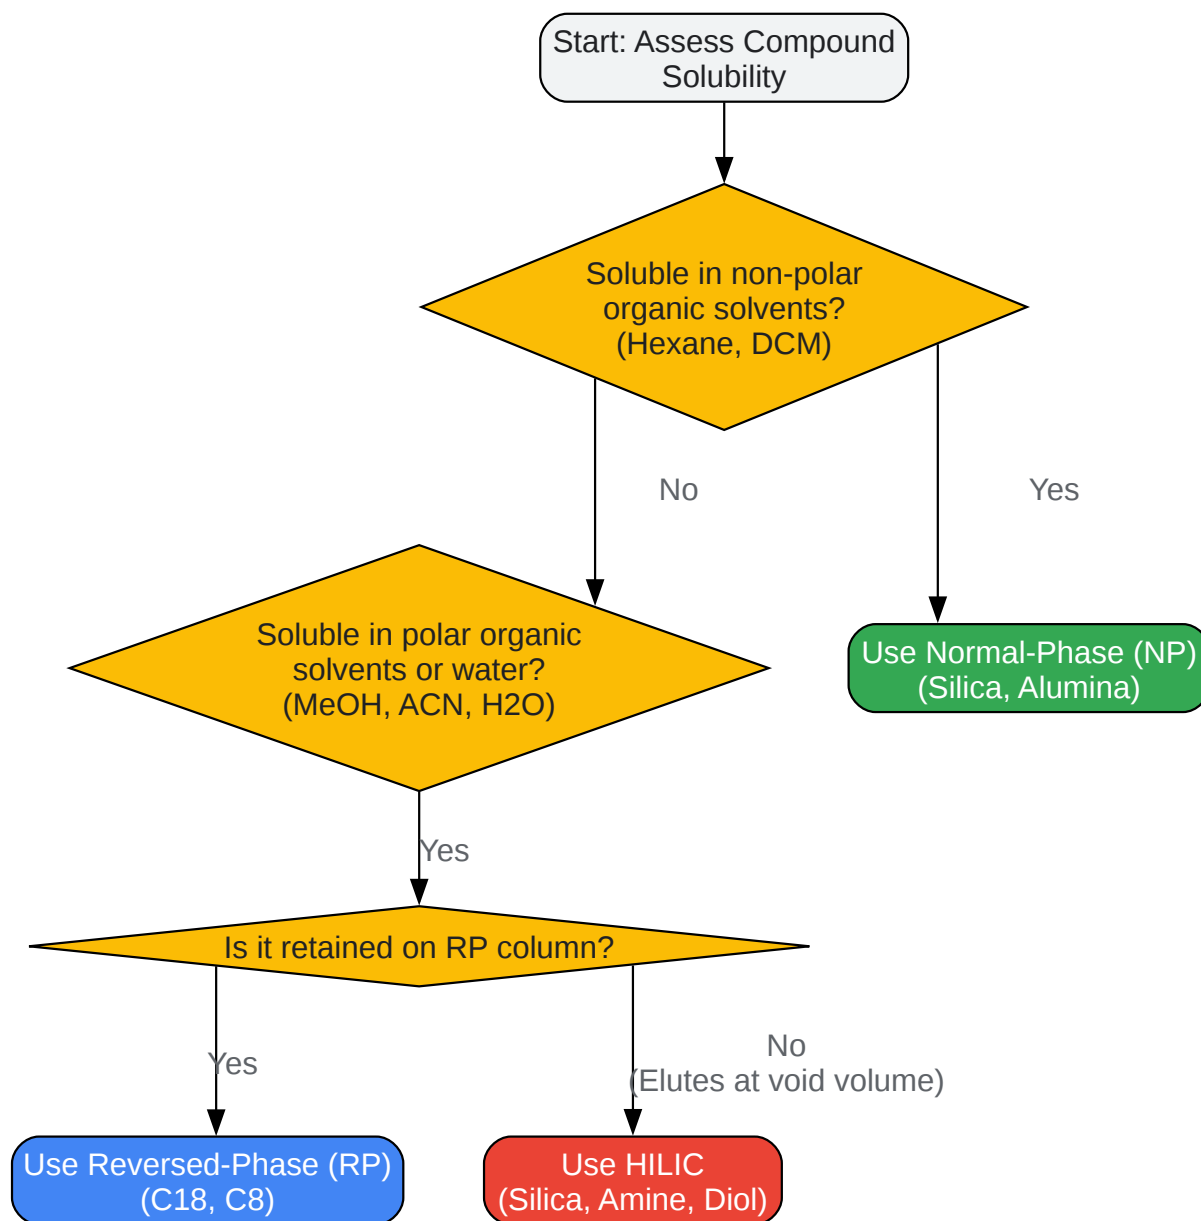 Start: Assess Compound
Solubility
Soluble in non-polar
organic solvents?
(Hexane, DCM)
No
Yes
Soluble in polar organic
solvents or water?
(MeOH, ACN, H2O)
Use Normal-Phase (NP)
(Silica, Alumina)
Yes
Is it retained on RP column?
Yes
No
(Elutes at void volume)
Use Reversed-Phase (RP)
(C18, C8)
Use HILIC
(Silica, Amine, Diol)